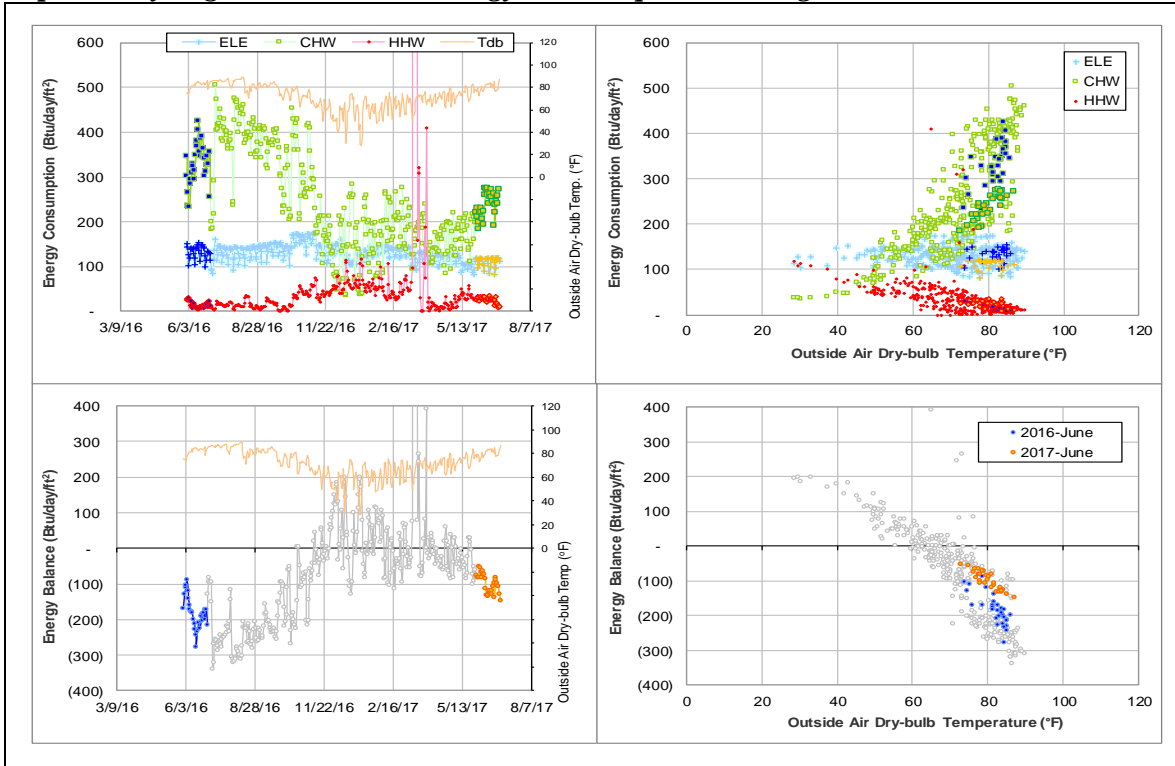 ELE CHW HHW Tdb
Energy Consumption (Btu/day/ft²)
600
500
400
300
200
100
-
120
100
80
60
40
20
0
Outside Air Dry-bulb Temp. (°F)
3/9/16 6/3/16 8/28/16 11/22/16 2/16/17 5/13/17 8/7/17
ELE
CHW
HHW
Energy Consumption (Btu/day/ft²)
600
500
400
300
200
100
-
0 20 40 60 80 100 120
Outside Air Dry-bulb Temperature (°F)
Energy Balance (Btu/day/ft²)
400
300
200
100
-
(100)
(200)
(300)
(400)
120
100
80
60
40
20
0
Outside Air Dry-bulb Temp (°F)
3/9/16 6/3/16 8/28/16 11/22/16 2/16/17 5/13/17 8/7/17
2016-June
2017-June
Energy Balance (Btu/day/ft²)
400
300
200
100
-
(100)
(200)
(300)
(400)
0 20 40 60 80 100 120
Outside Air Dry-bulb Temperature (°F)